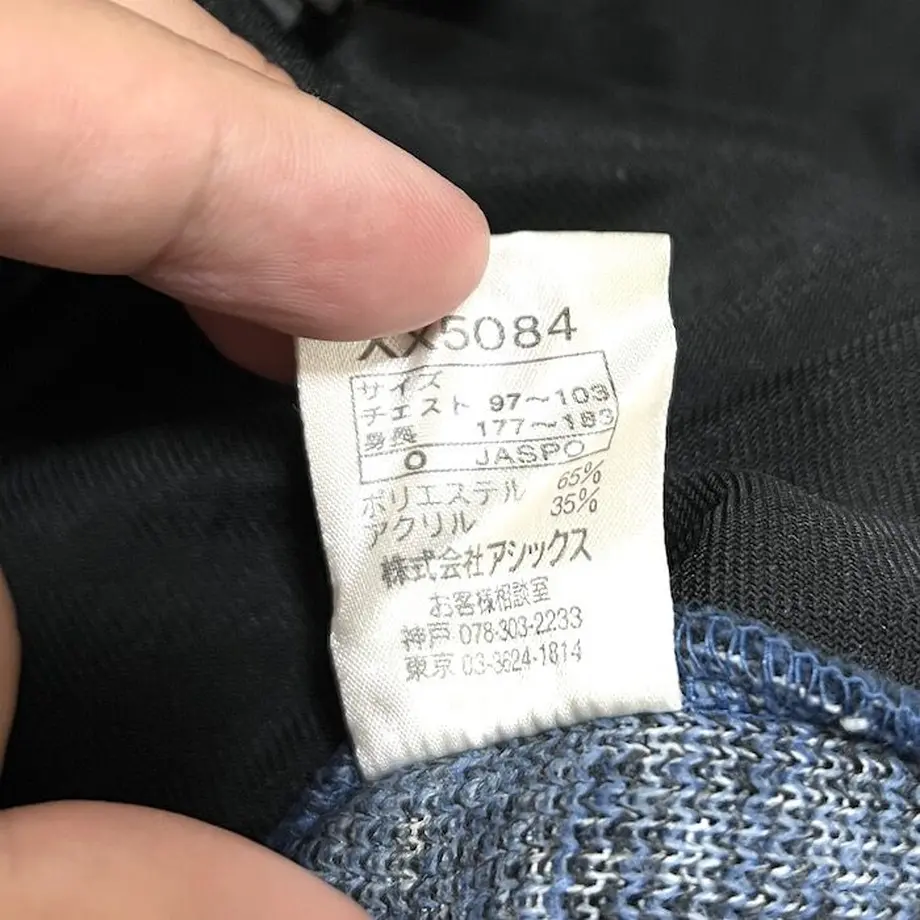 XX5084
サイズ
チェスト 97～103
身長 177～183
O JASPO
ポリエステル 65%
アクリル 35%
株式会社アシックス
お客様相談室
神戸 078-303-2233
東京 03-3624-1814